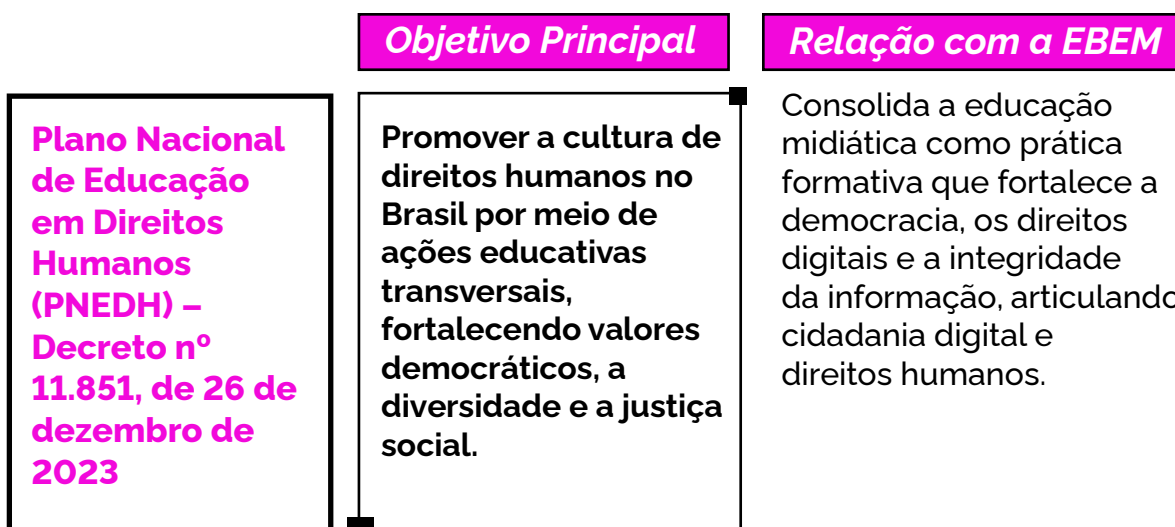 Objetivo Principal
Relação com a EBEM
Plano Nacional
de Educação
em Direitos
Humanos
(PNEDH) –
Decreto nº
11.851, de 26 de
dezembro de
2023
Promover a cultura de
direitos humanos no
Brasil por meio de
ações educativas
transversais,
fortalecendo valores
democráticos, a
diversidade e a justiça
social.
Consolida a educação
midiática como prática
formativa que fortalece a
democracia, os direitos
digitais e a integridade
da informação, articulando
cidadania digital e
direitos humanos.